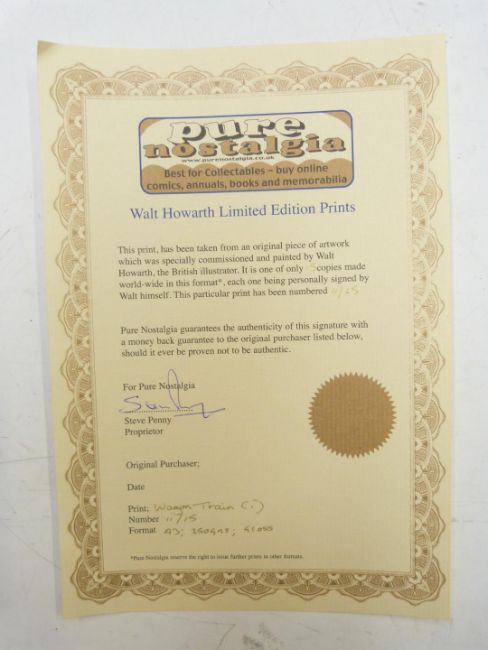 pure
nostalgia
www.purenostalgia.co.uk
Best for Collectables – buy online
comics, annuals, books and memorabilia
Walt Howarth Limited Edition Prints
This print, has been taken from an original piece of artwork
which was specially commissioned and painted by Walt
Howarth, the British illustrator. It is one of only copies made
world-wide in this format*, each one being personally signed by
Walt himself. This particular print has been numbered 11/15
Pure Nostalgia guarantees the authenticity of this signature with
a money back guarantee to the original purchaser listed below,
should it ever be proven not to be authentic.
For Pure Nostalgia
Steve Penny
Proprietor
Original Purchaser;
Date
Print; Wagon Train (1)
Number 11/15
Format A3; 250gms; Gloss
*Pure Nostalgia reserve the right to issue further prints in other formats.